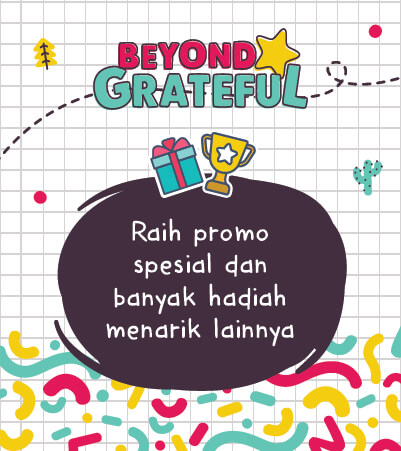 BEYOND
GRATEFUL
Raih promo
spesial dan
banyak hadiah
menarik lainnya